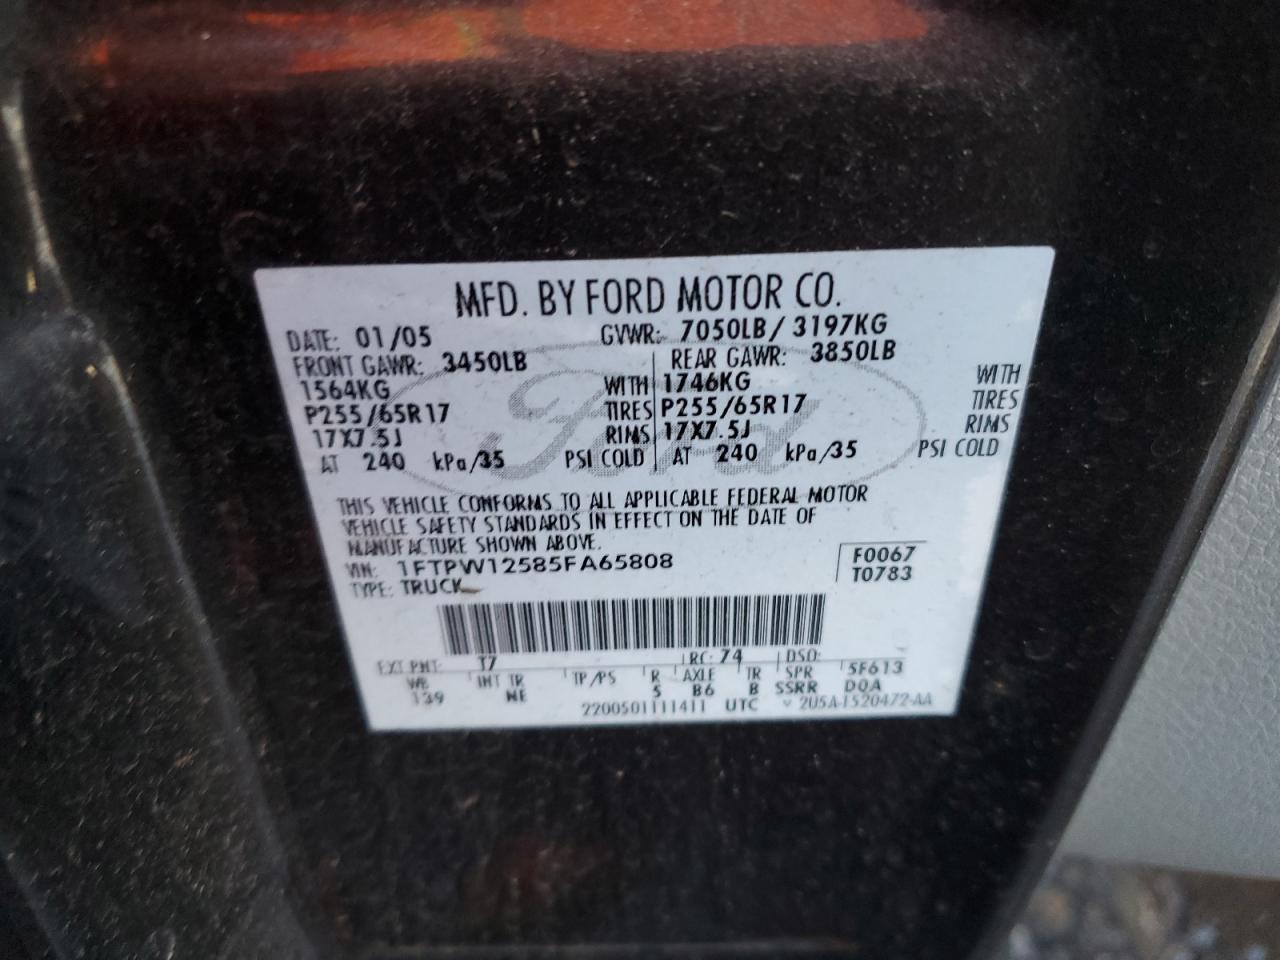 MFD. BY FORD MOTOR CO.
DATE: 01/05 GVWR: 7050LB / 3197KG
FRONT GAWR: 3450LB REAR GAWR: 3850LB
1564KG WITH 1746KG WITH
P255/65R17 TIRES P255/65R17 TIRES
17X7.5J RIMS 17X7.5J RIMS
AT 240 kPa/35 PSI COLD AT 240 kPa/35 PSI COLD
Ford
THIS VEHICLE CONFORMS TO ALL APPLICABLE FEDERAL MOTOR
VEHICLE SAFETY STANDARDS IN EFFECT ON THE DATE OF
MANUFACTURE SHOWN ABOVE.
VIN: 1FTPW12585FA65808 F0067
TYPE: TRUCK T0783
EXT PNT: T7 RC: 74 DSO:
WB INT TR TP/PS R AXLE TR SPR 5F613
139 NE 5 B6 B SSRR DQA
2200501111411 UTC 2U5A-1520472-AA